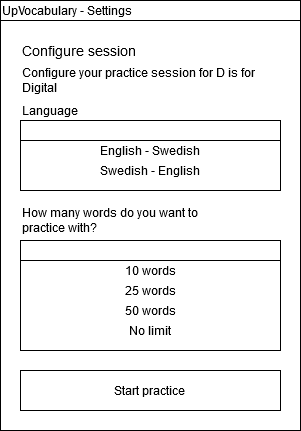 UpVocabulary - Settings
Configure session
Configure your practice session for D is for
Digital
Language
English - Swedish
Swedish - English
How many words do you want to
practice with?
10 words
25 words
50 words
No limit
Start practice